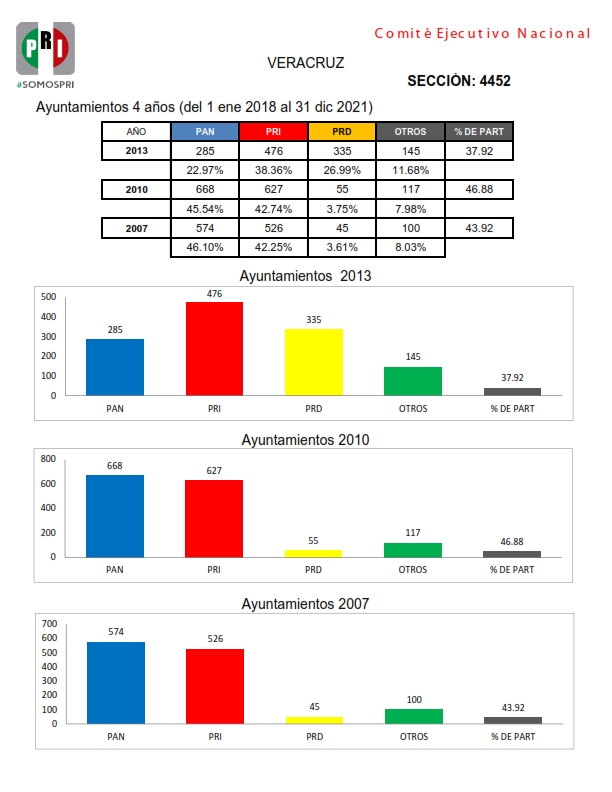 Comité Ejecutivo Nacional
PRI
#SOMOSPRI
VERACRUZ
SECCIÒN: 4452
Ayuntamientos 4 años (del 1 ene 2018 al 31 dic 2021)
AÑO PAN PRI PRD OTROS % DE PART
2013 285 476 335 145 37.92
22.97% 38.36% 26.99% 11.68%
2010 668 627 55 117 46.88
45.54% 42.74% 3.75% 7.98%
2007 574 526 45 100 43.92
46.10% 42.25% 3.61% 8.03%
Ayuntamientos 2013
500
400
300
200
100
0
285 476 335 145 37.92
PAN PRI PRD OTROS % DE PART
Ayuntamientos 2010
800
600
400
200
0
668 627 55 117 46.88
PAN PRI PRD OTROS % DE PART
Ayuntamientos 2007
700
600
500
400
300
200
100
0
574 526 45 100 43.92
PAN PRI PRD OTROS % DE PART